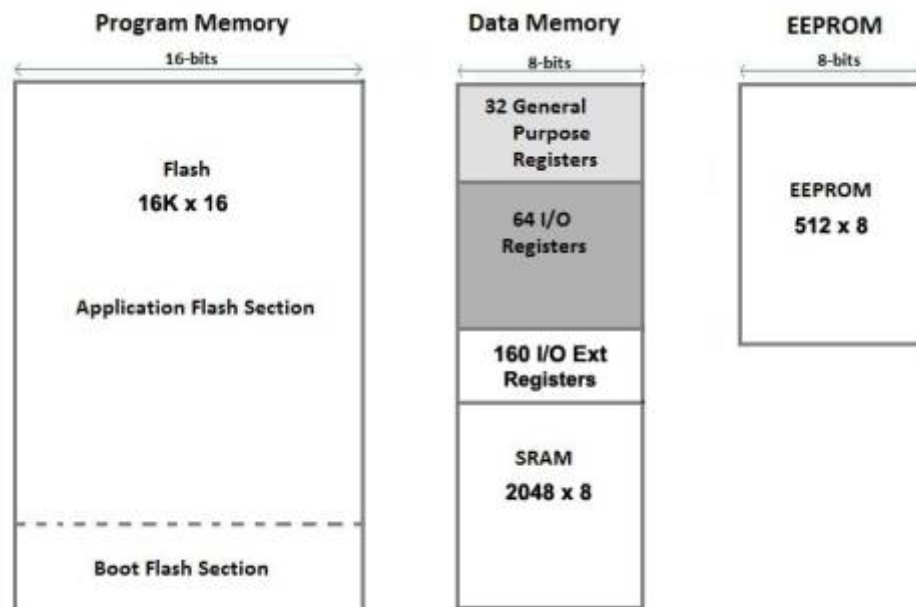 Program Memory
16-bits
Flash
16K x 16
Application Flash Section
Boot Flash Section
Data Memory
8-bits
32 General
Purpose
Registers
64 I/O
Registers
160 I/O Ext
Registers
SRAM
2048 x 8
EEPROM
8-bits
EEPROM
512 x 8